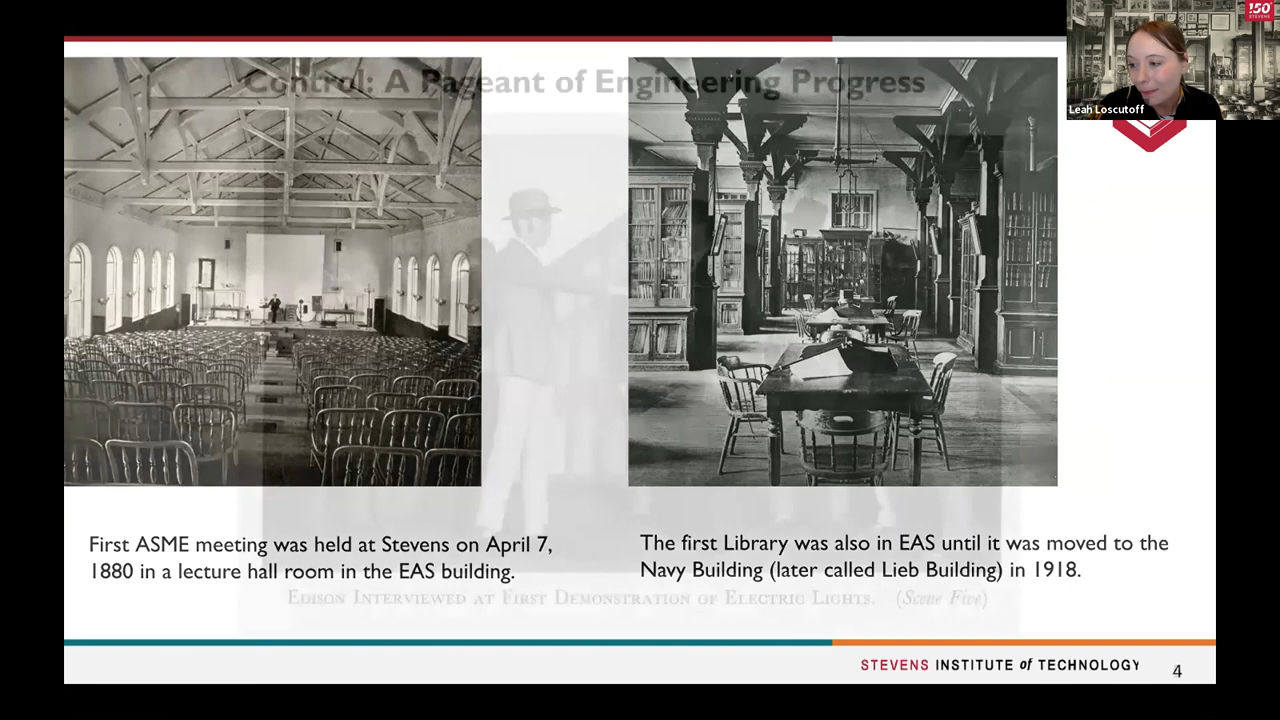 150
STEVENS
Leah Loscutoff
Control: A Pageant of Engineering Progress
First ASME meeting was held at Stevens on April 7,
1880 in a lecture hall room in the EAS building.
The first Library was also in EAS until it was moved to the
Navy Building (later called Lieb Building) in 1918.
EDISON INTERVIEWED AT FIRST DEMONSTRATION OF ELECTRIC LIGHTS. (Scene Five)
STEVENS INSTITUTE of TECHNOLOGY
4